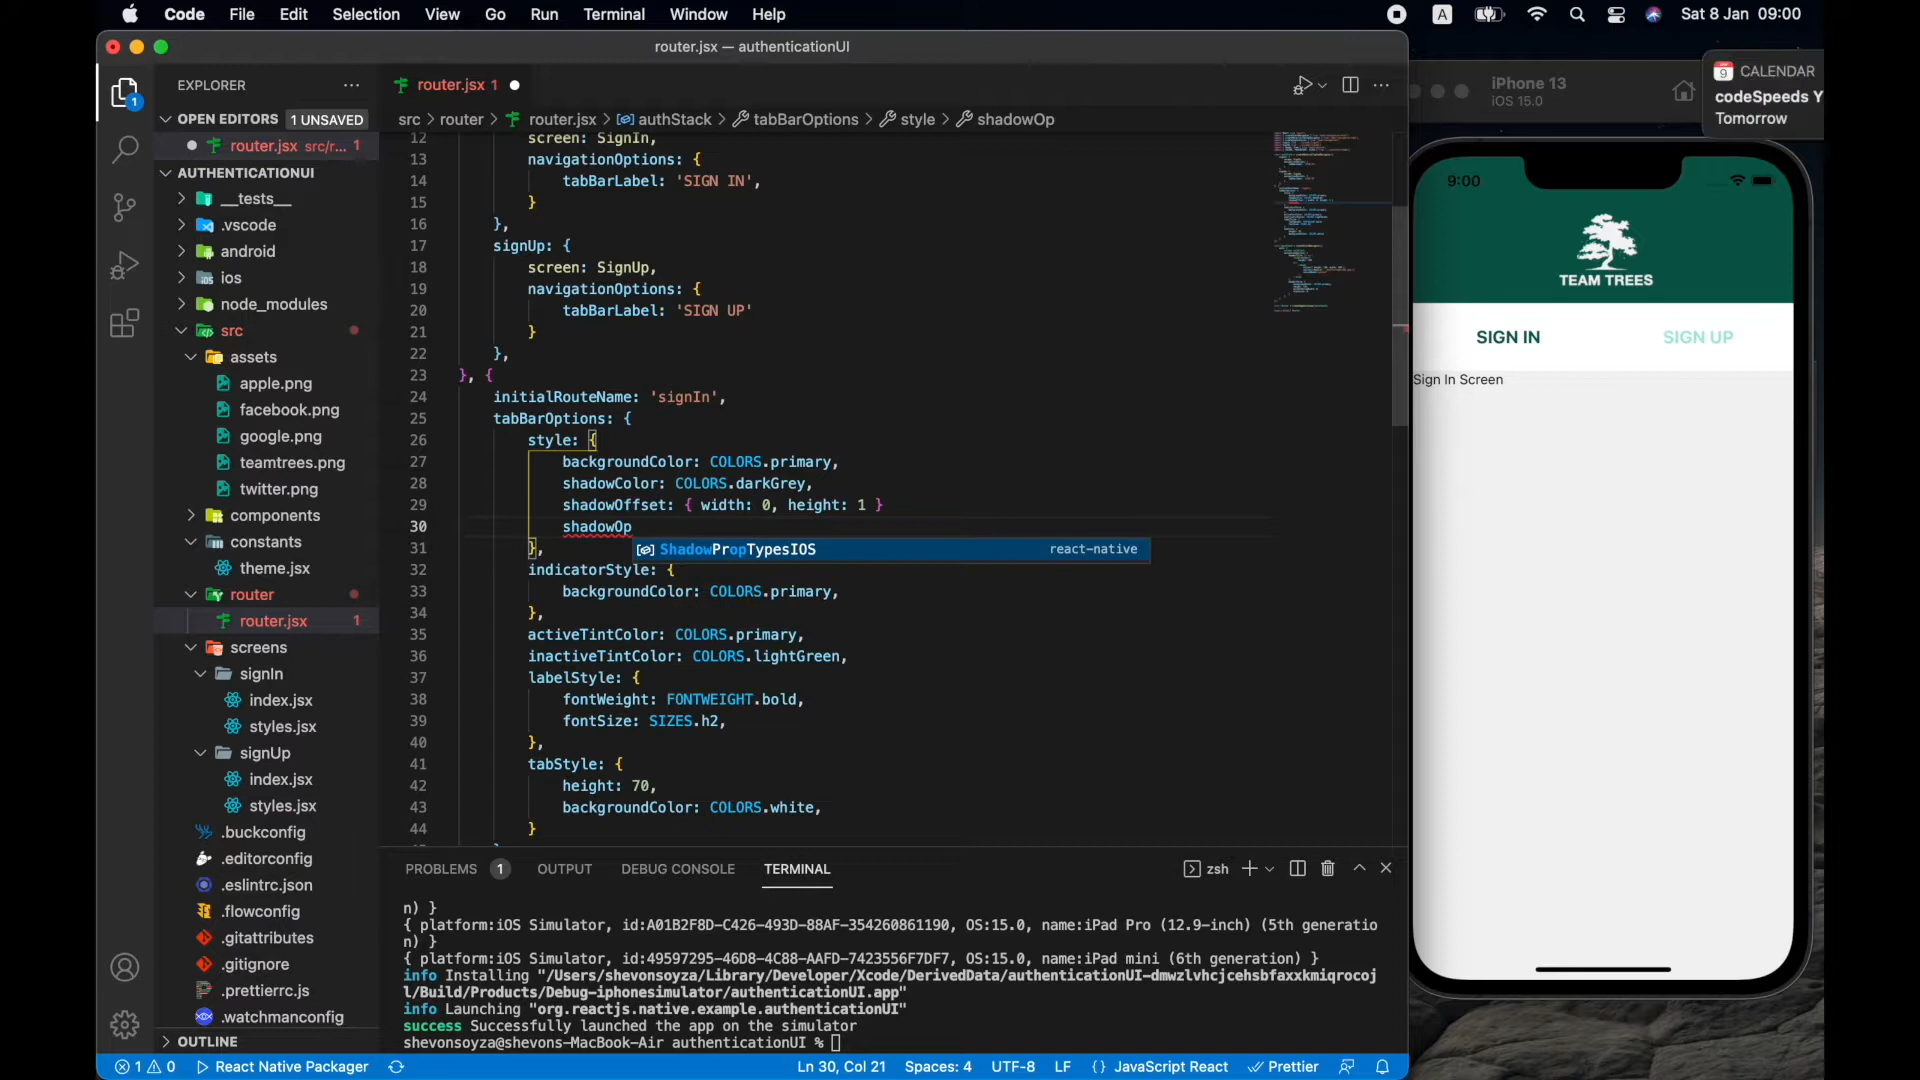 Code File Edit Selection View Go Run Terminal Window Help
A
Sat 8 Jan 09:00
router.jsx — authenticationUI
EXPLORER
OPEN EDITORS 1 UNSAVED
router.jsx src/r... 1
AUTHENTICATIONUI
__tests__
.vscode
android
ios
node_modules
src
assets
apple.png
facebook.png
google.png
teamtrees.png
twitter.png
components
constants
theme.jsx
router
router.jsx 1
screens
signIn
index.jsx
styles.jsx
signUp
index.jsx
styles.jsx
.buckconfig
.editorconfig
.eslintrc.json
.flowconfig
.gitattributes
.gitignore
.prettierrc.js
.watchmanconfig
OUTLINE
1
router.jsx 1
src > router > router.jsx > authStack > tabBarOptions > style > shadowOp
12 screen: SignIn,
13 navigationOptions: {
14 tabBarLabel: 'SIGN IN',
15 }
16 },
17 signUp: {
18 screen: SignUp,
19 navigationOptions: {
20 tabBarLabel: 'SIGN UP'
21 }
22 },
23 }, {
24 initialRouteName: 'signIn',
25 tabBarOptions: {
26 style: {
27 backgroundColor: COLORS.primary,
28 shadowColor: COLORS.darkGrey,
29 shadowOffset: { width: 0, height: 1 }
30 shadowOp
31 },
ShadowPropTypesIOS react-native
32 indicatorStyle: {
33 backgroundColor: COLORS.primary,
34 },
35 activeTintColor: COLORS.primary,
36 inactiveTintColor: COLORS.lightGreen,
37 labelStyle: {
38 fontWeight: FONTWEIGHT.bold,
39 fontSize: SIZES.h2,
40 },
41 tabStyle: {
42 height: 70,
43 backgroundColor: COLORS.white,
44 }
PROBLEMS 1 OUTPUT DEBUG CONSOLE TERMINAL zsh
n) }
{ platform:iOS Simulator, id:A01B2F8D-C426-493D-88AF-354260861190, OS:15.0, name:iPad Pro (12.9-inch) (5th generatio
n) }
{ platform:iOS Simulator, id:49597295-46D8-4C88-AAFD-7423556F7DF7, OS:15.0, name:iPad mini (6th generation) }
info Installing "/Users/shevonsoyza/Library/Developer/Xcode/DerivedData/authenticationUI-dmwzlvhcjcehsbfaxxkmiqrocoj
l/Build/Products/Debug-iphonesimulator/authenticationUI.app"
info Launching "org.reactjs.native.example.authenticationUI"
success Successfully launched the app on the simulator
shevonsoyza@shevons-MacBook-Air authenticationUI %
1 0 React Native Packager Ln 30, Col 21 Spaces: 4 UTF-8 LF {} JavaScript React Prettier
iPhone 13
iOS 15.0
9 CALENDAR
codeSpeeds Y
Tomorrow
9:00
TEAM TREES
SIGN IN SIGN UP
Sign In Screen